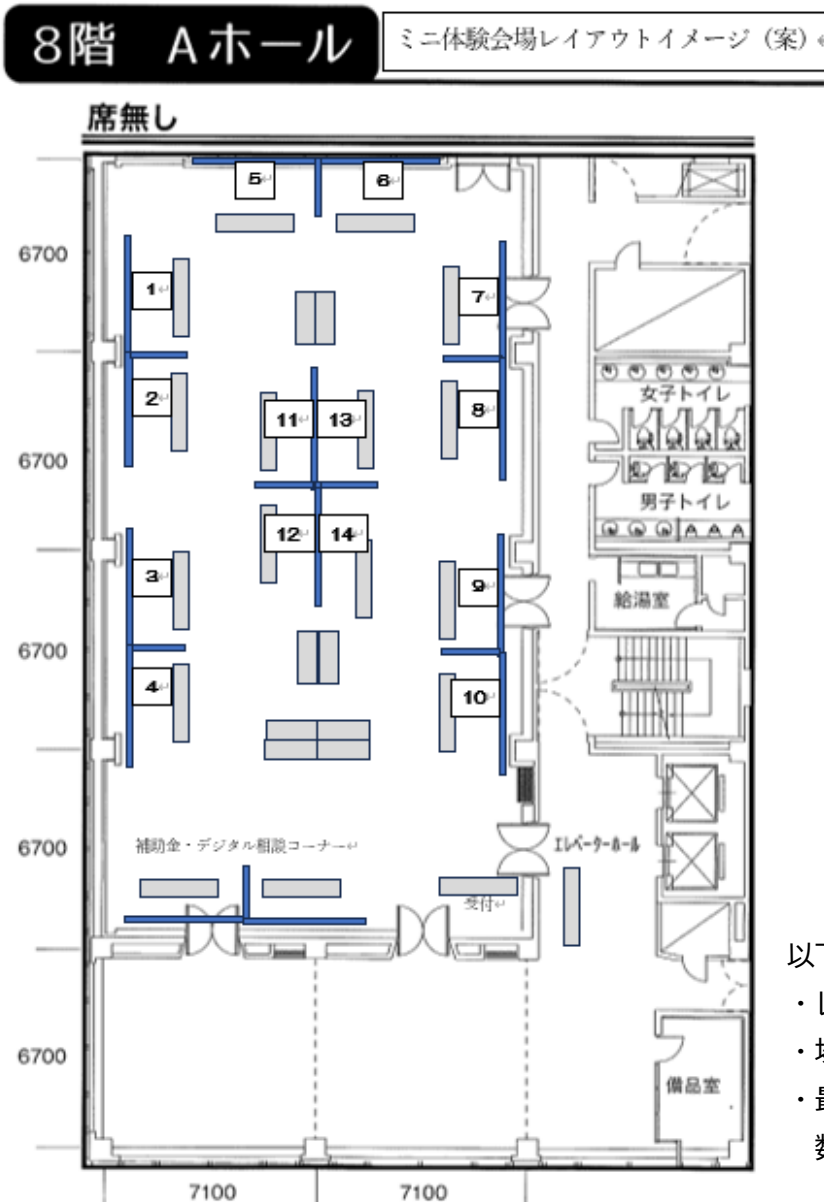 8階 Aホール
ミニ体験会場レイアウトイメージ（案）
席無し
5
6
6700
1
7
2
8
女子トイレ
11
13
6700
男子トイレ
12
14
3
9
給湯室
6700
4
10
6700
補助金・デジタル相談コーナー
エレベーターホール
受付
以
・
・
・
6700
備品室
数
7100
7100